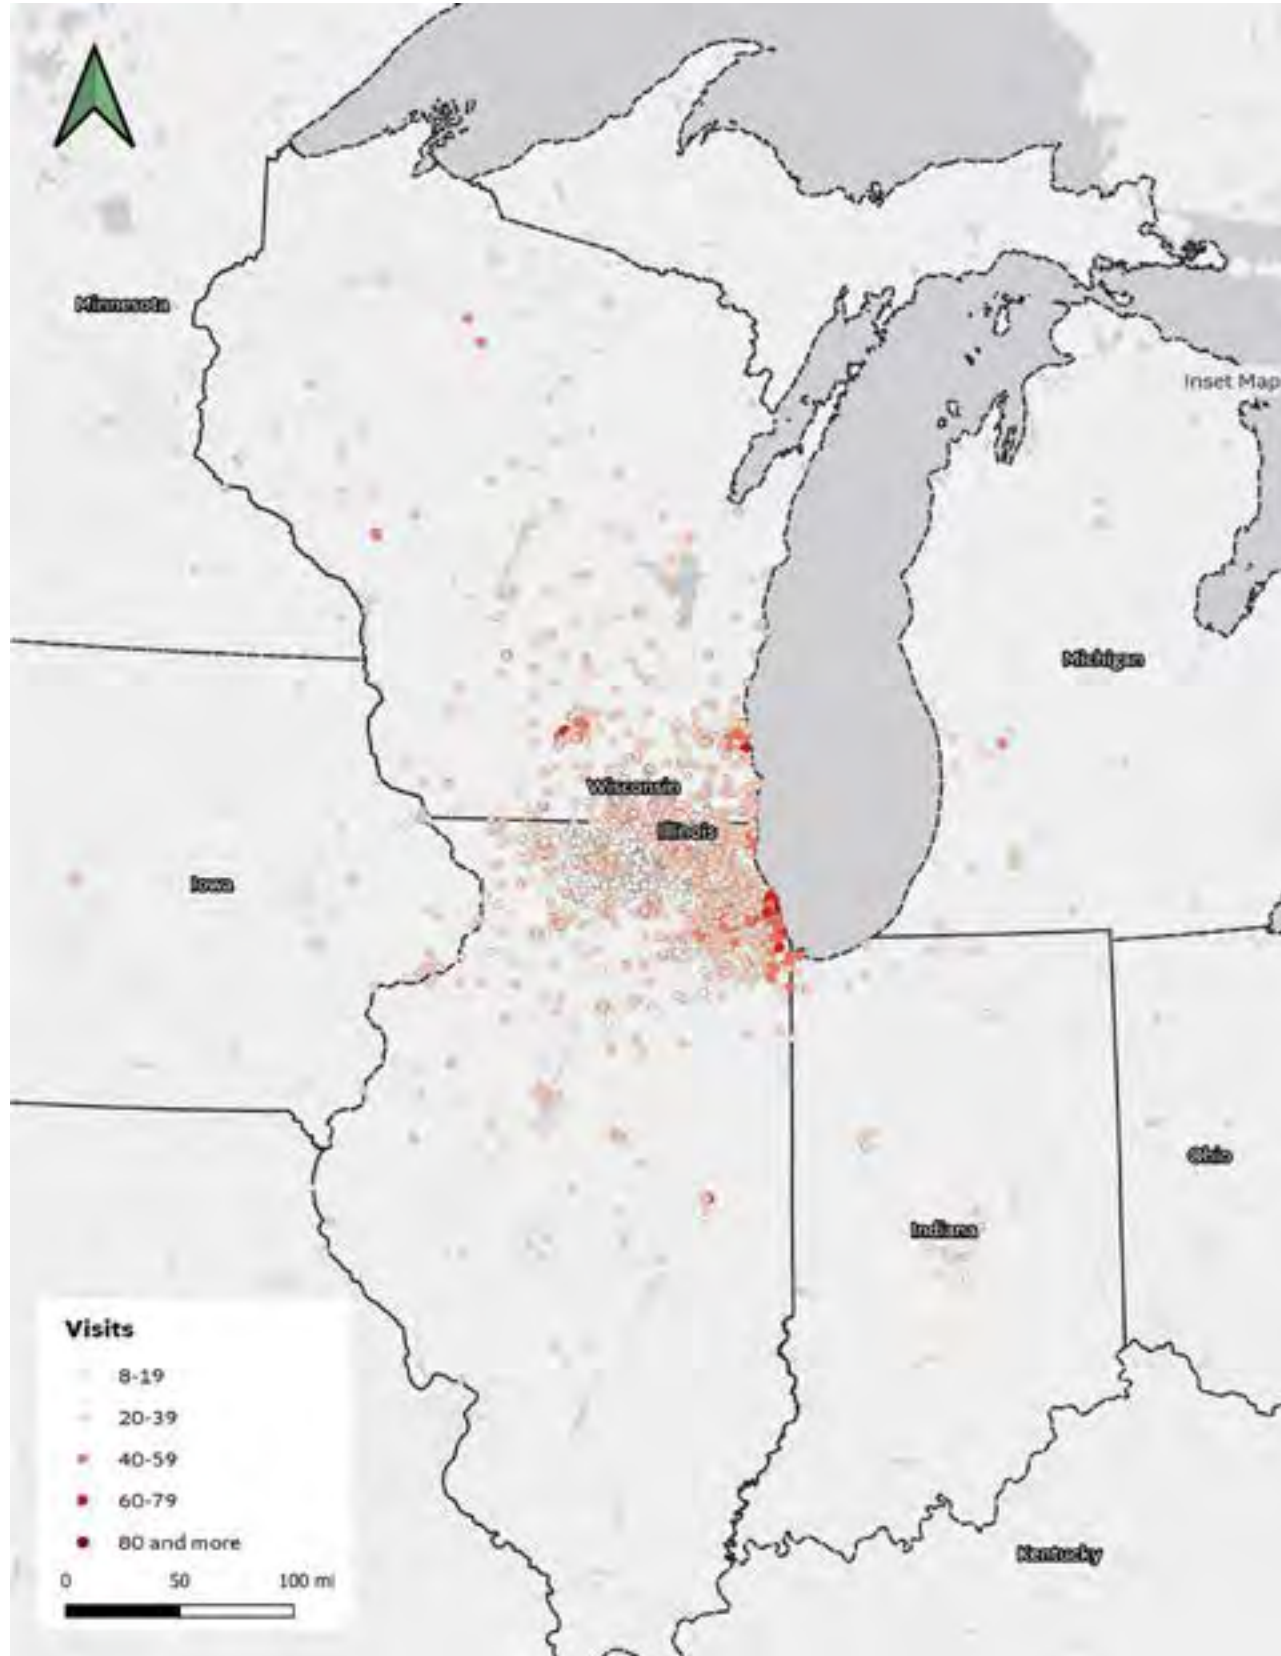 Minnesota
Inset Map
Michigan
Wisconsin
Illinois
Iowa
Ohio
Indiana
Visits
8-19
20-39
40-59
60-79
80 and more
0 50 100 mi
Kentucky